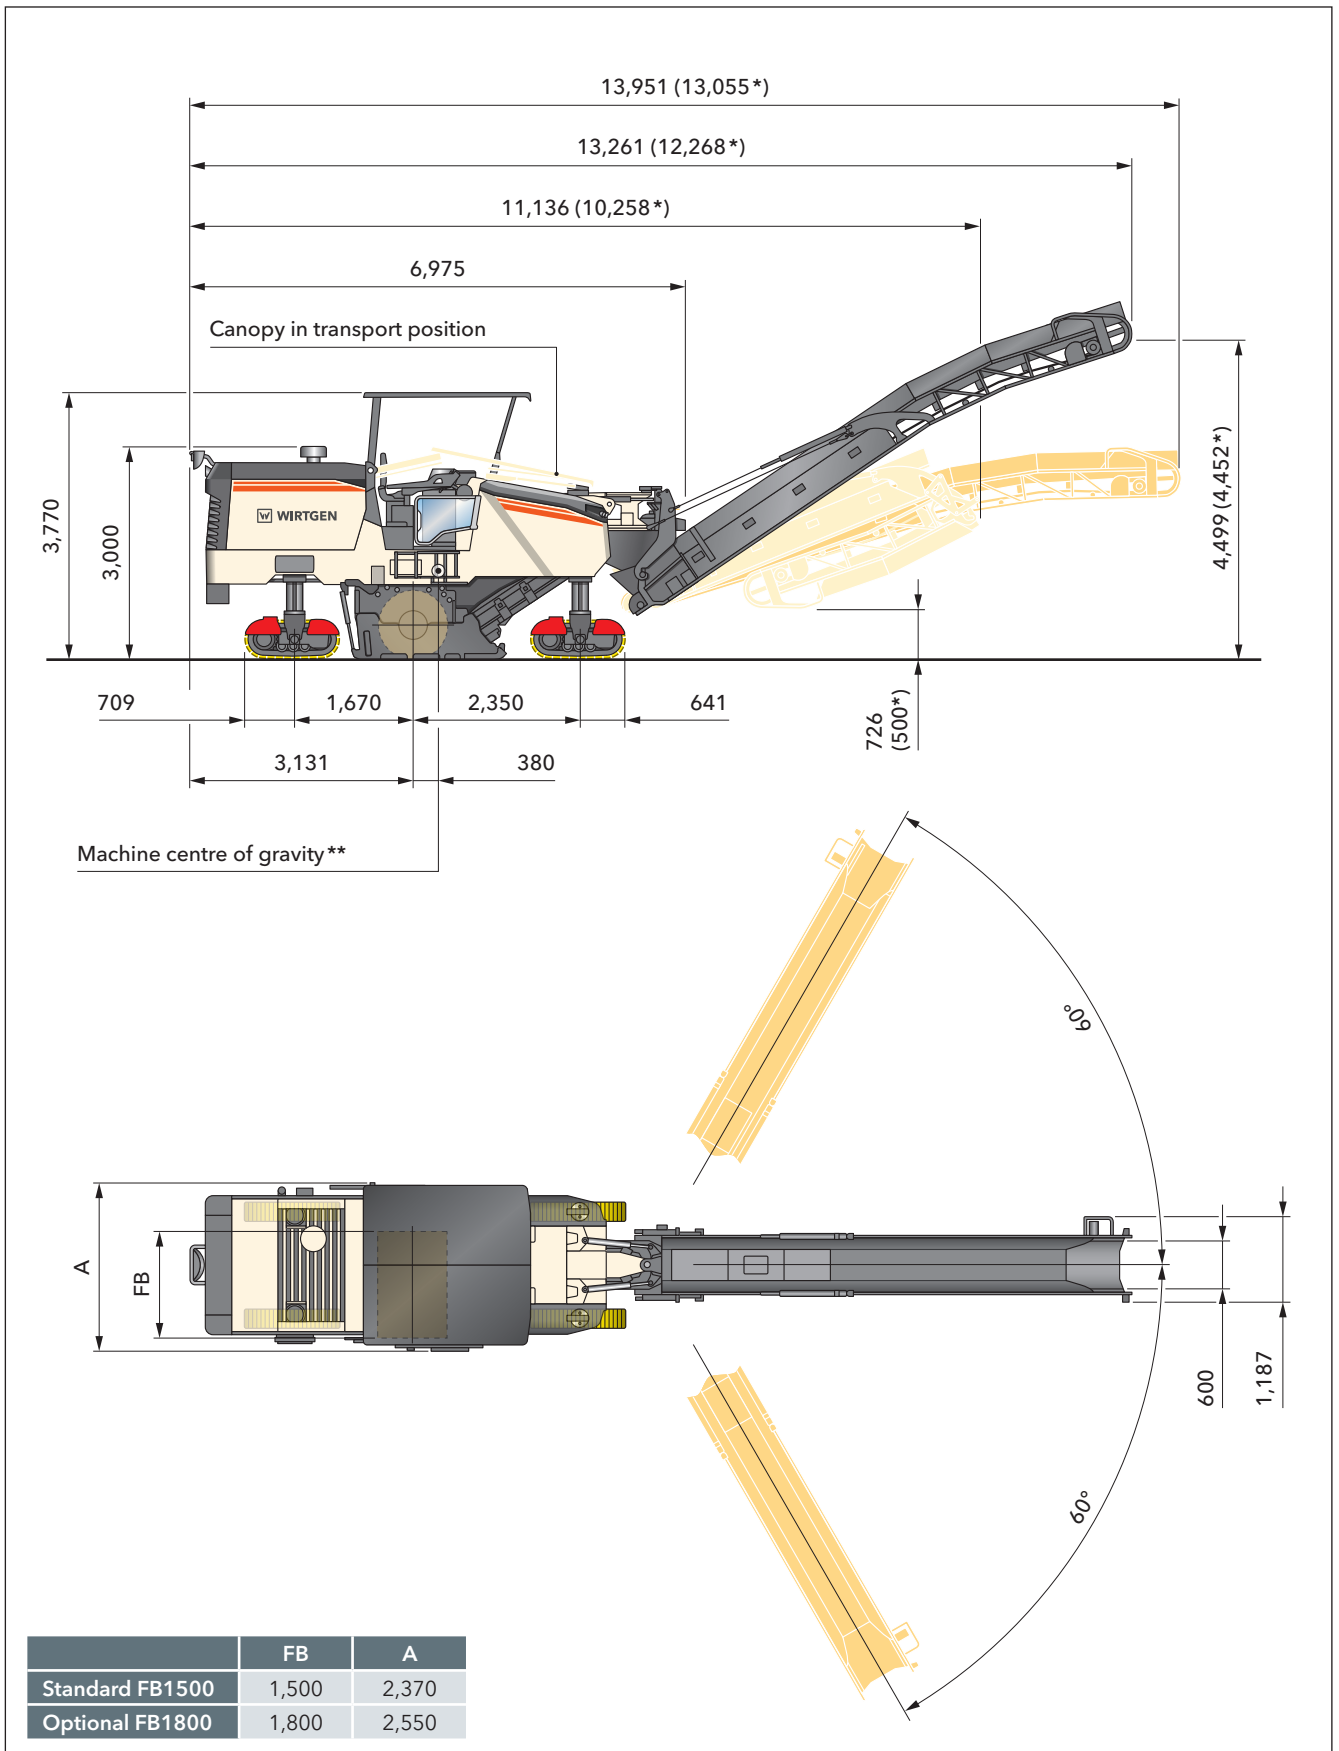 13,951 (13,055*)
13,261 (12,268*)
11,136 (10,258*)
6,975
Canopy in transport position
3,770
3,000
WIRTGEN
4,499 (4,452*)
709
1,670
2,350
641
726
(500*)
3,131
380
Machine centre of gravity**
60°
A
FB
600
1,187
60°
FB A
Standard FB1500 1,500 2,370
Optional FB1800 1,800 2,550